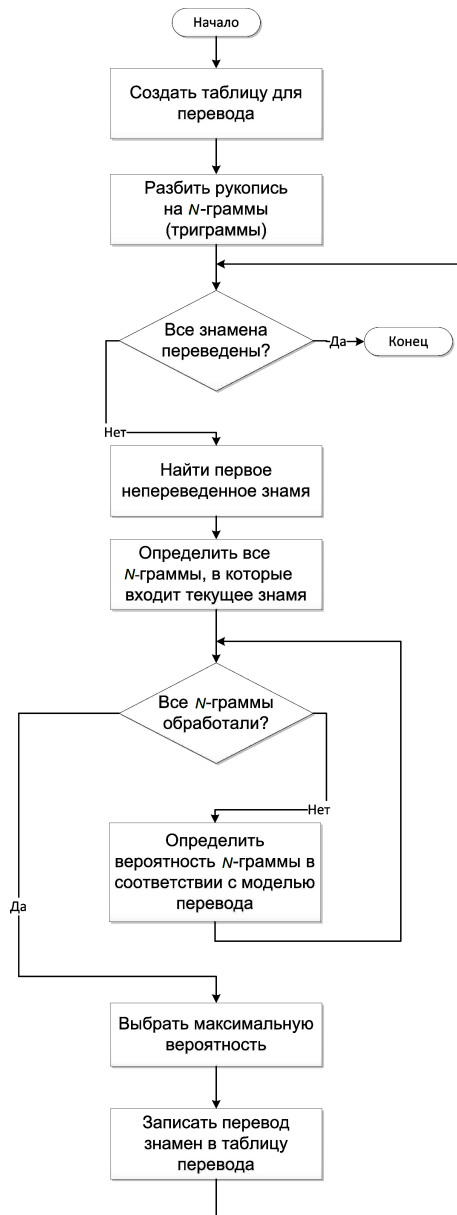 Начало
Создать таблицу для
перевода
Разбить рукопись
на N-граммы
(триграммы)
Все знамена
переведены?
Да
Конец
Нет
Найти первое
непереведенное знамя
Определить все
N-граммы, в которые
входит текущее знамя
Все N-граммы
обработали?
Нет
Определить
вероятность N-граммы в
соответствии с моделью
перевода
Да
Выбрать максимальную
вероятность
Записать перевод
знамен в таблицу
перевода